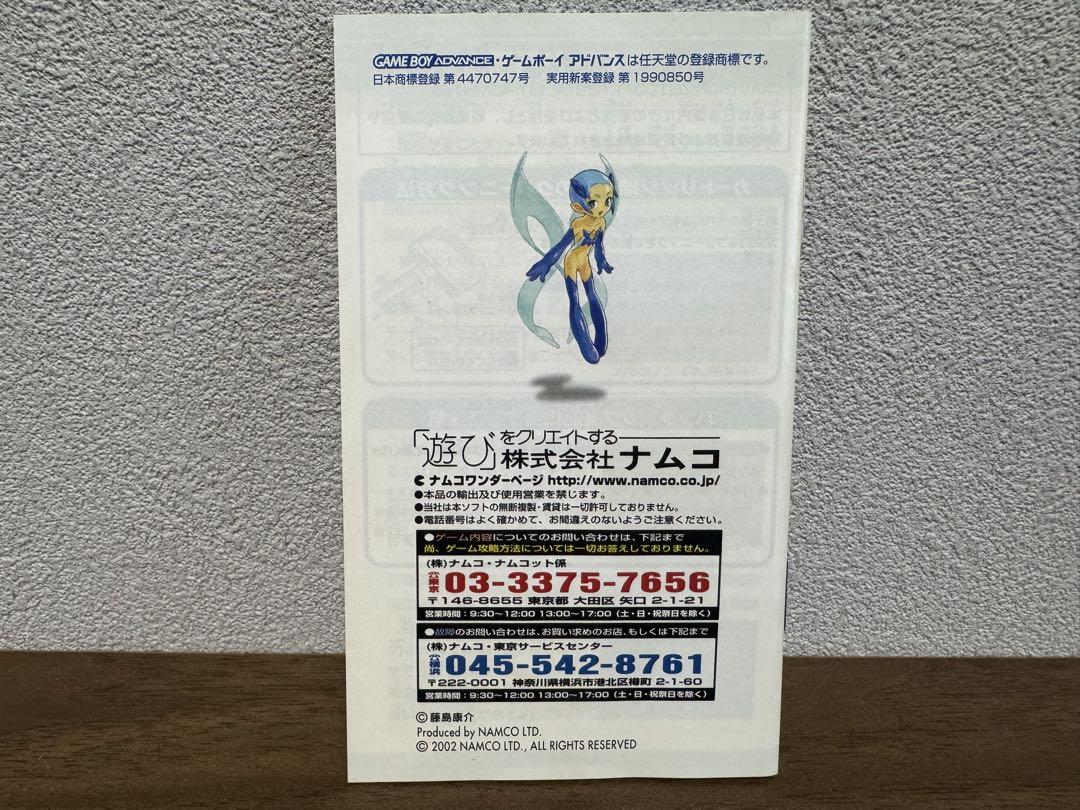 GAME BOY ADVANCE・ゲームボーイ アドバンスは任天堂の登録商標です。
日本商標登録 第4470747号 実用新案登録 第1990850号
「遊び」をクリエイトする
株式会社ナムコ
ナムコワンダーページ http://www.namco.co.jp/
●本品の輸出及び使用営業を禁じます。
●当社は本ソフトの無断複製・賃貸は一切許可しておりません。
●電話番号はよく確かめて、お間違えのないようご注意ください。
●ゲーム内容についてのお問い合わせは、下記まで
尚、ゲーム攻略方法については一切お答えしておりません。
(株)ナムコ・ナムコット係
東京 03-3375-7656
〒146-8655 東京都 大田区 矢口 2-1-21
営業時間：9:30〜12:00 13:00〜17:00 (土・日・祝祭日を除く)
●故障のお問い合わせは、お買い求めのお店、もしくは下記まで
(株)ナムコ・東京サービスセンター
横浜 045-542-8761
〒222-0001 神奈川県横浜市港北区樽町 2-1-60
営業時間：9:30〜12:00 13:00〜17:00 (土・日・祝祭日を除く)
©藤島康介
Produced by NAMCO LTD.
© 2002 NAMCO LTD., ALL RIGHTS RESERVED